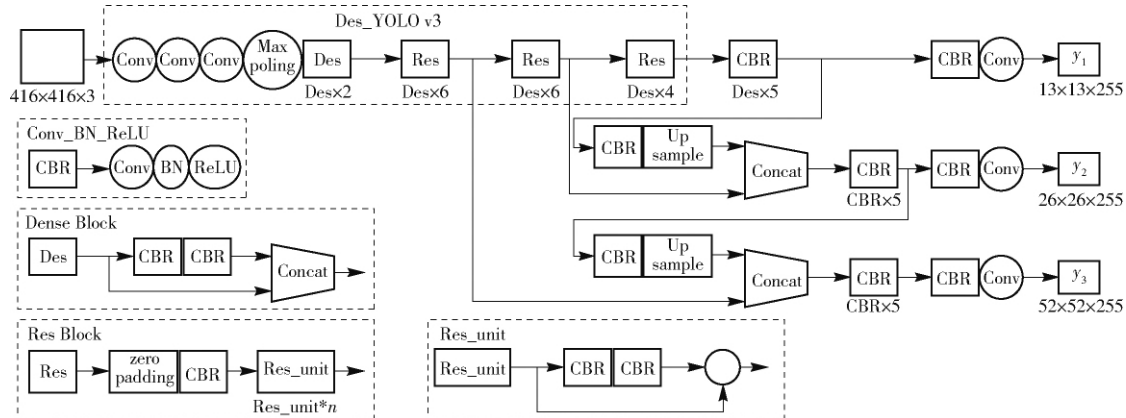 Des_YOLO v3
Conv Conv Conv Max poling Des Res Res Res CBR CBR Conv y1
416×416×3 Des×2 Des×6 Des×6 Des×4 Des×5 13×13×255
Conv_BN_ReLU
CBR Conv BN ReLU
CBR Up sample Concat CBR CBR Conv y2
CBR×5 26×26×255
Dense Block
Des CBR CBR Concat
CBR Up sample Concat CBR CBR Conv y3
CBR×5 52×52×255
Res Block
Res zero padding CBR Res_unit
Res_unit*n
Res_unit
Res_unit CBR CBR